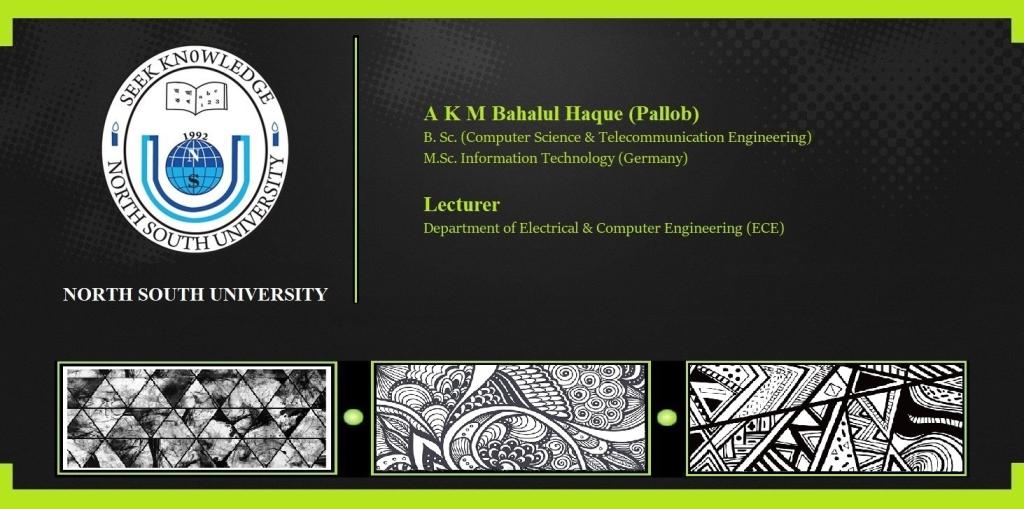 SEEK KN0WLEDGE
1992
N
S
NORTH SOUTH UNIVERSITY
NORTH SOUTH UNIVERSITY
A K M Bahalul Haque (Pallob)
B. Sc. (Computer Science & Telecommunication Engineering)
M.Sc. Information Technology (Germany)
Lecturer
Department of Electrical & Computer Engineering (ECE)